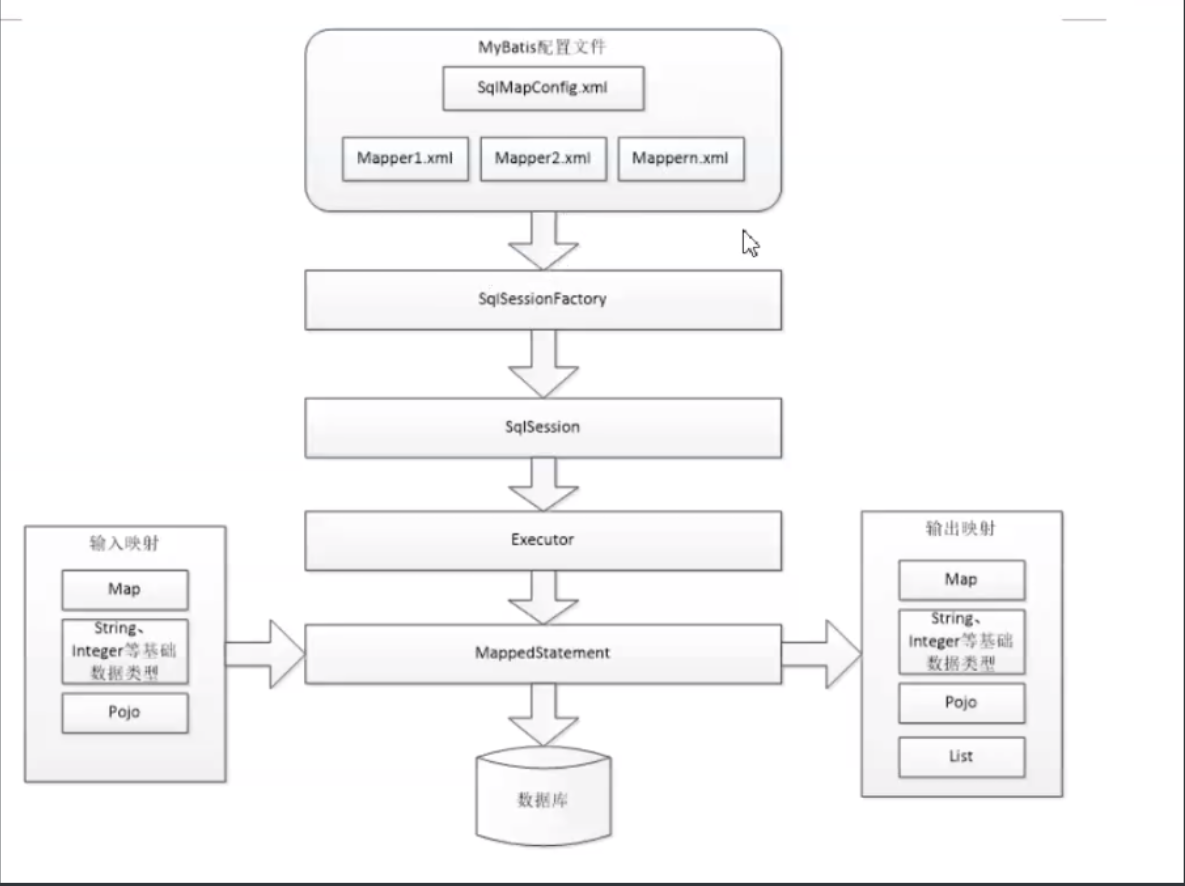 MyBatis配置文件
SqlMapConfig.xml
Mapper1.xml
Mapper2.xml
Mappern.xml
SqlSessionFactory
SqlSession
Executor
输入映射
Map
String、
Integer等基础
数据类型
Pojo
MappedStatement
输出映射
Map
String、
Integer等基础
数据类型
Pojo
List
数据库